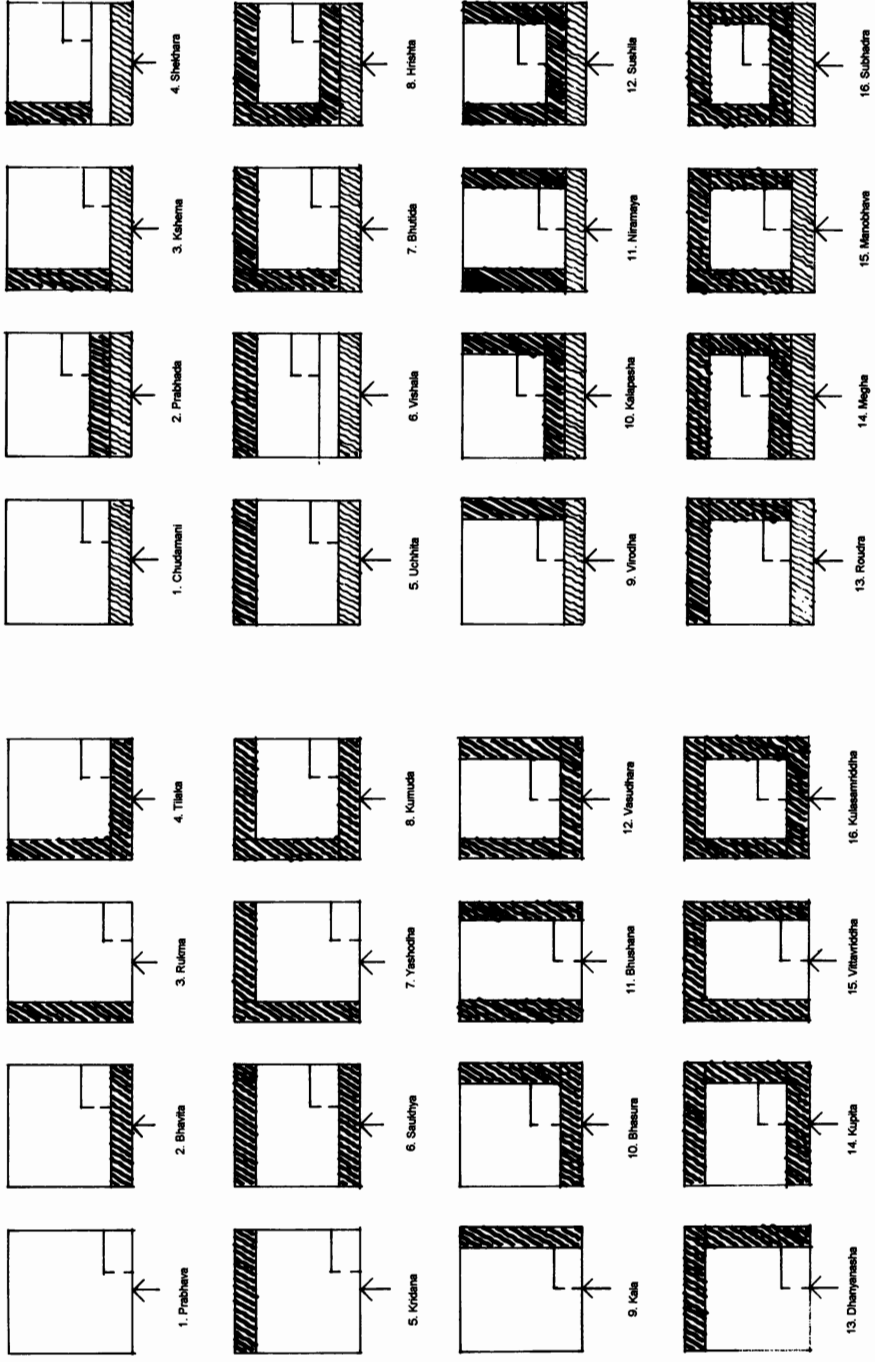 1. Prabhava
2. Bhavita
3. Rukma
4. Tilaka
5. Kridana
6. Saukhya
7. Yashodha
8. Kumuda
9. Kala
10. Bhasura
11. Bhushana
12. Vasudhara
13. Dhanyanasha
14. Kupita
15. Vittavriddha
16. Kulasamriddha
1. Chudamani
2. Prabhada
3. Kshema
4. Shekhara
5. Uchhita
6. Vishala
7. Bhutida
8. Hrishta
9. Virodha
10. Kalapasha
11. Niramaya
12. Sushila
13. Roudra
14. Megha
15. Manobhava
16. Subhadra